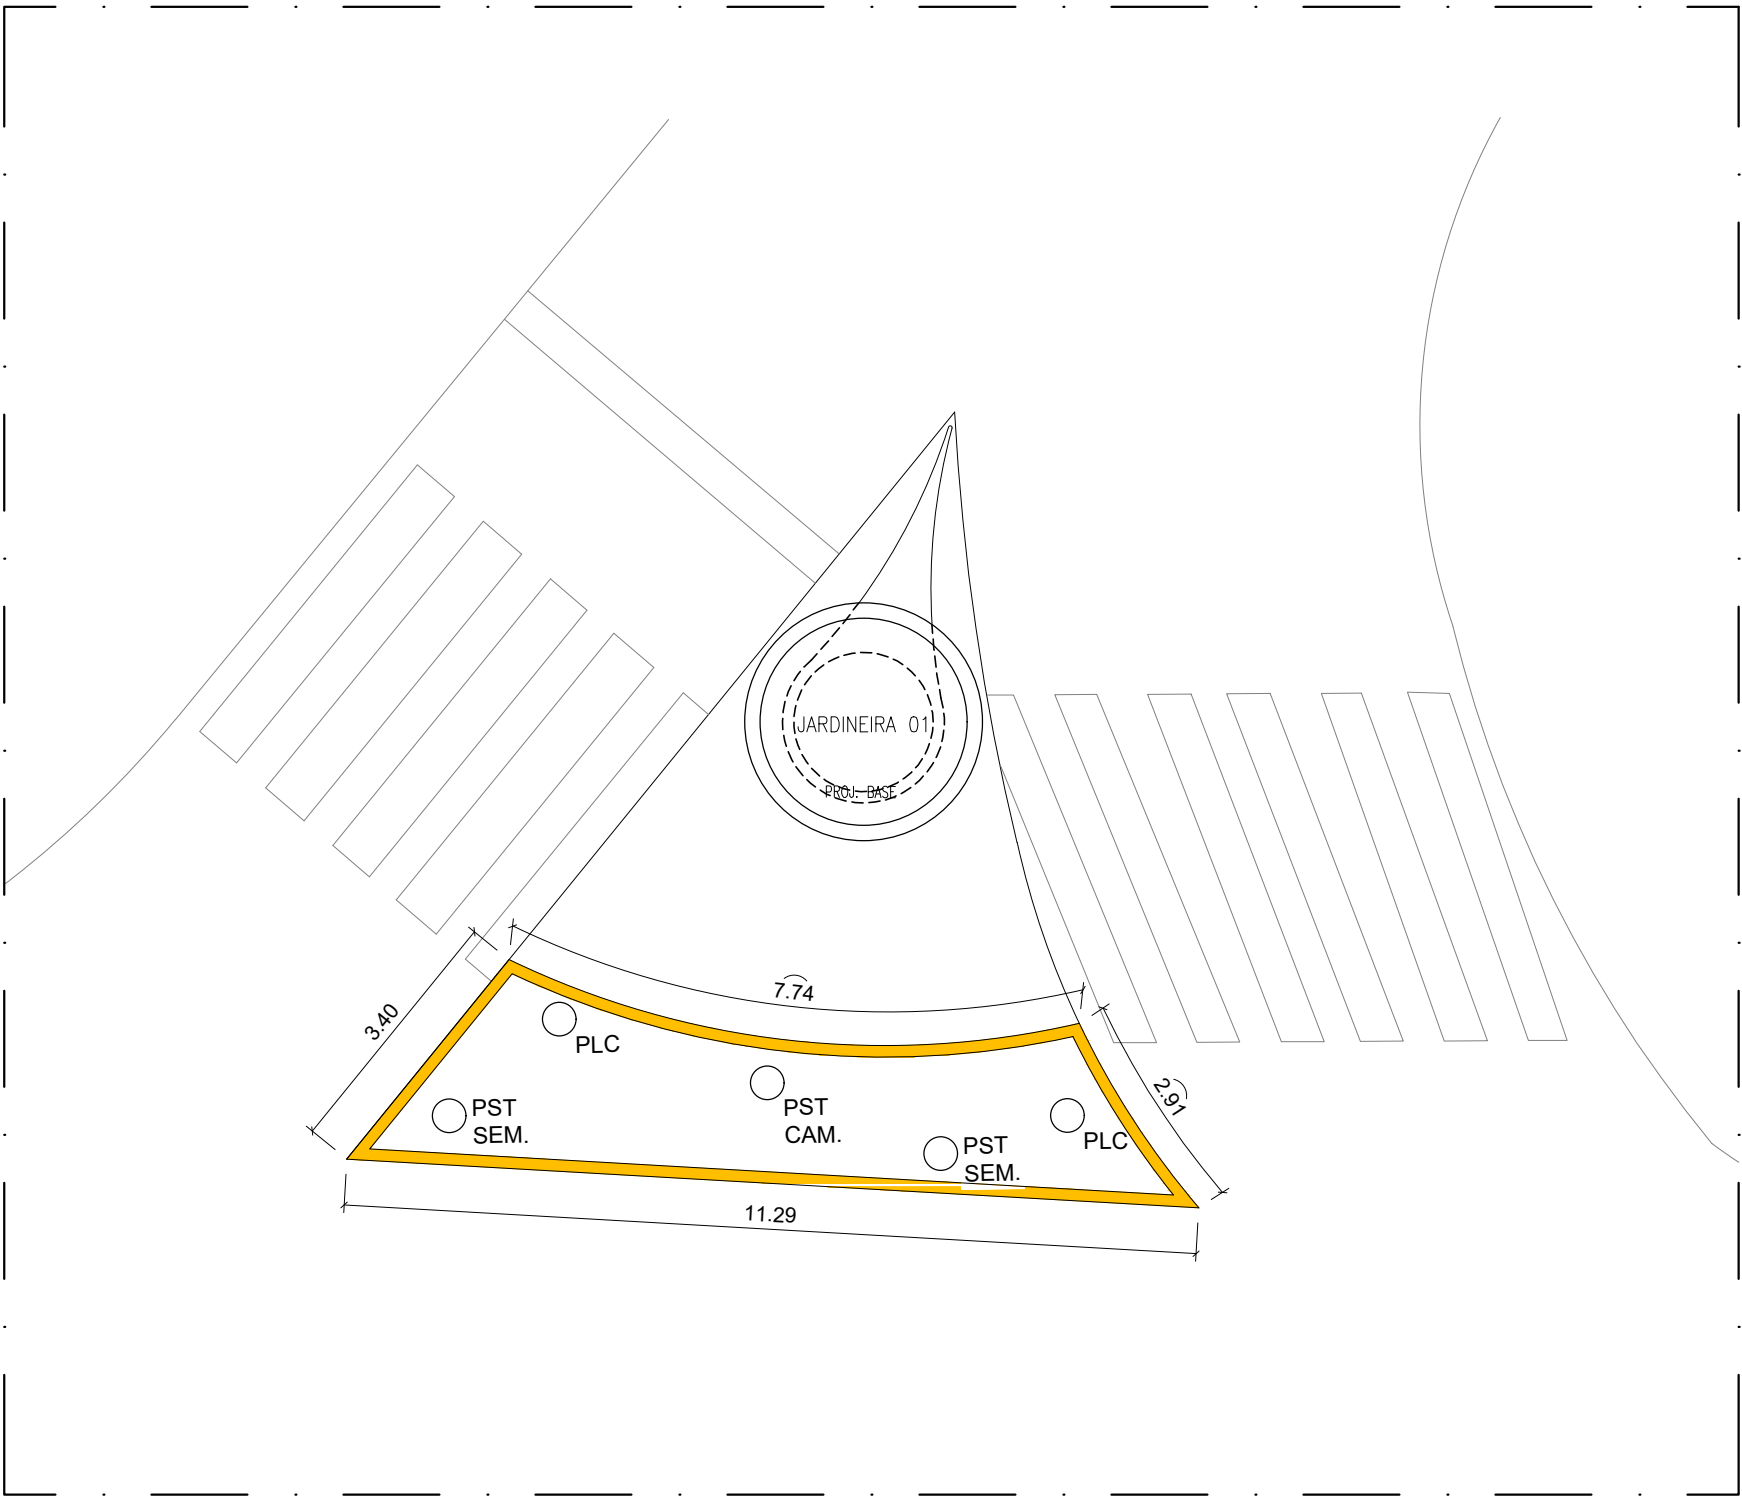 JARDINEIRA 01
PROJ. BASE
7.74
3.40
PLC
PST
SEM.
PST
CAM.
PST
SEM.
PLC
2.91
11.29